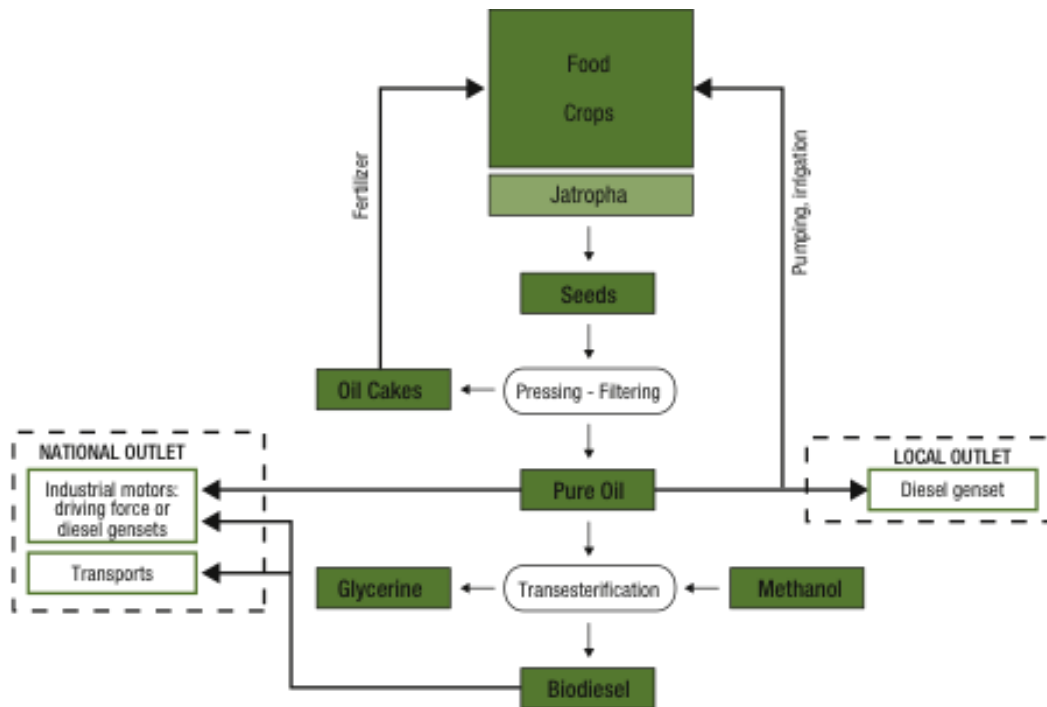 Food
Crops
Jatropha
Fertilizer
Pumping, irrigation
Seeds
Oil Cakes
Pressing - Filtering
NATIONAL OUTLET
Industrial motors:
driving force or
diesel gensets
Transports
Pure Oil
LOCAL OUTLET
Diesel genset
Glycerine
Transesterification
Methanol
Biodiesel